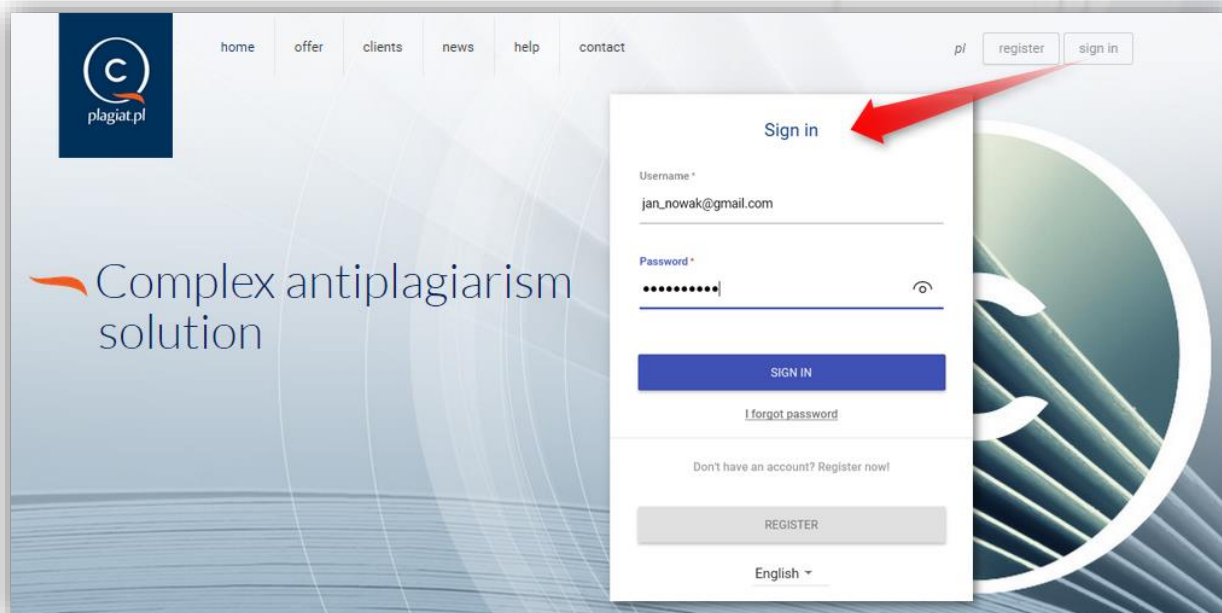 home offer clients news help contact pl register sign in
C
plagiat.pl
Sign in
Username *
jan_nowak@gmail.com
Password *
••••••••••
Complex antiplagiarism
solution
SIGN IN
I forgot password
Don't have an account? Register now!
REGISTER
English